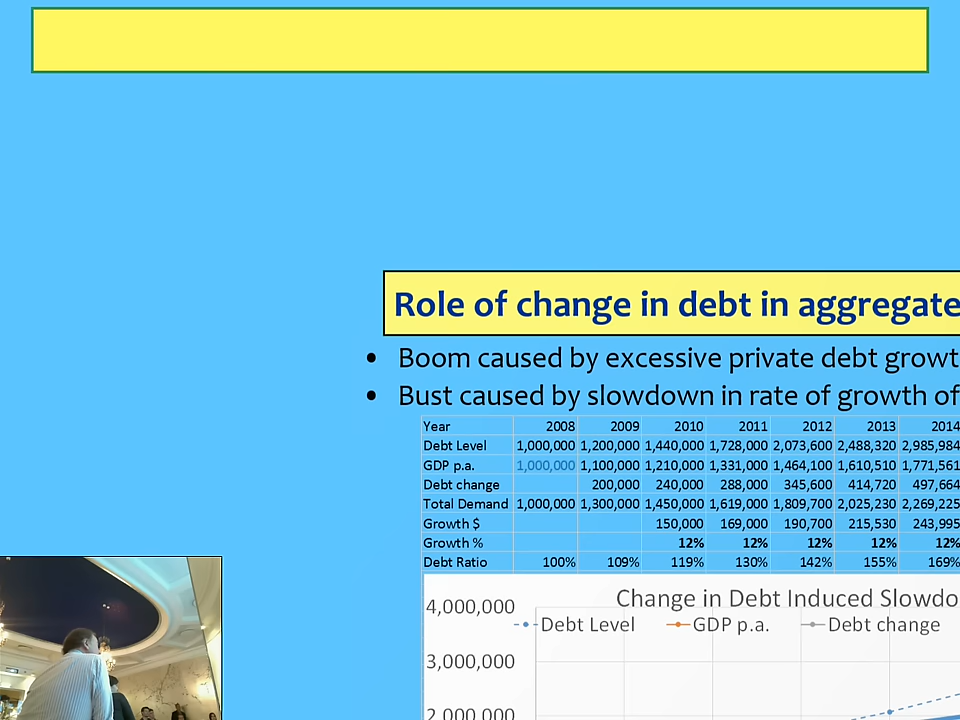 Role of change in debt in aggregate
• Boom caused by excessive private debt growt
• Bust caused by slowdown in rate of growth of
Year 2008 2009 2010 2011 2012 2013 2014
Debt Level 1,000,000 1,200,000 1,440,000 1,728,000 2,073,600 2,488,320 2,985,984
GDP p.a. 1,000,000 1,100,000 1,210,000 1,331,000 1,464,100 1,610,510 1,771,561
Debt change 200,000 240,000 288,000 345,600 414,720 497,664
Total Demand 1,000,000 1,300,000 1,450,000 1,619,000 1,809,700 2,025,230 2,269,225
Growth $ 150,000 169,000 190,700 215,530 243,995
Growth % 12% 12% 12% 12% 12%
Debt Ratio 100% 109% 119% 130% 142% 155% 169%
Change in Debt Induced Slowdo
4,000,000
Debt Level GDP p.a. Debt change
3,000,000
2,000,000